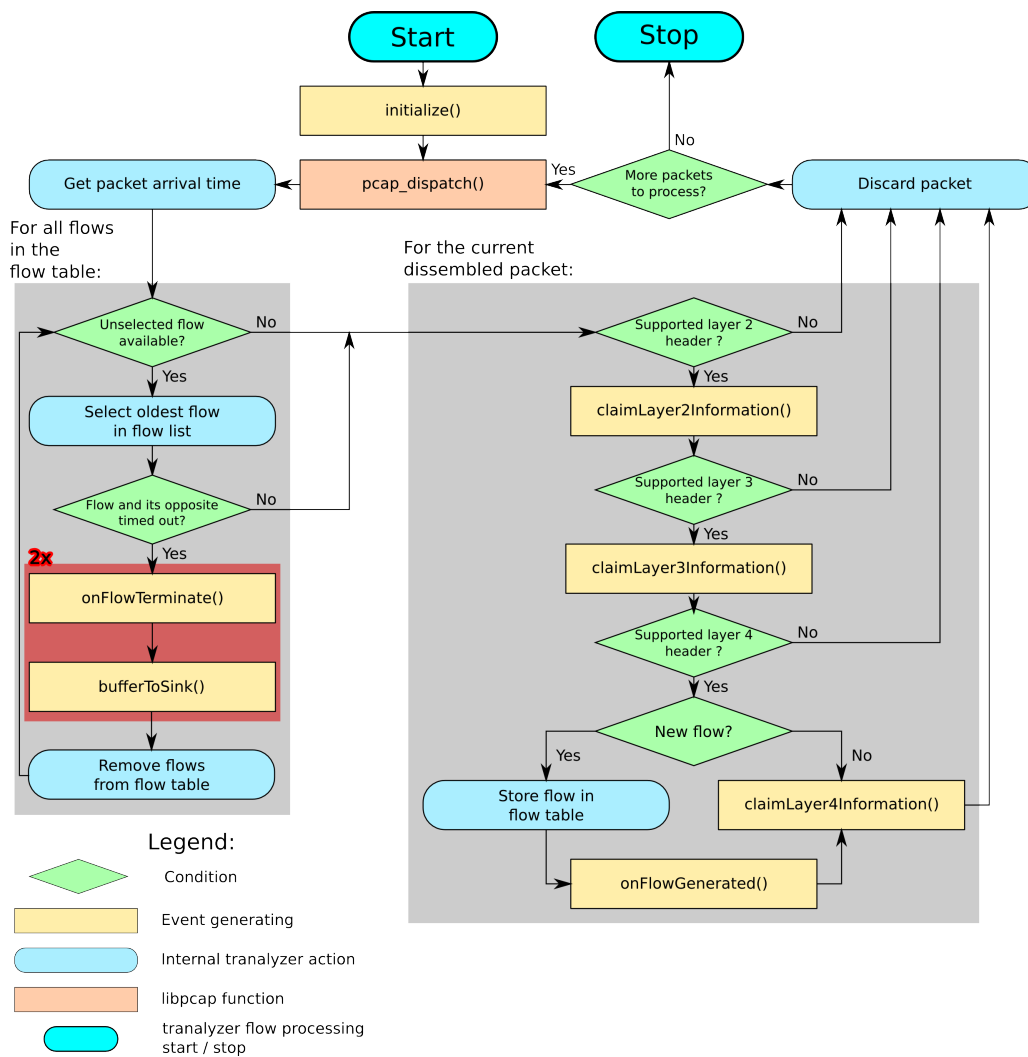 Start
Stop
initialize()
No
Get packet arrival time
pcap_dispatch()
Yes
More packets
to process?
Discard packet
For all flows
in the
flow table:
For the current
dissembled packet:
Unselected flow
available?
No
Supported layer 2
header ?
No
Yes
Yes
Select oldest flow
in flow list
claimLayer2Information()
Flow and its opposite
timed out?
No
Supported layer 3
header ?
No
Yes
Yes
2x
onFlowTerminate()
claimLayer3Information()
Supported layer 4
header ?
No
bufferToSink()
Yes
New flow?
Yes
No
Remove flows
from flow table
Store flow in
flow table
claimLayer4Information()
onFlowGenerated()
Legend:
Condition
Event generating
Internal tranalyzer action
libpcap function
tranalyzer flow processing
start / stop